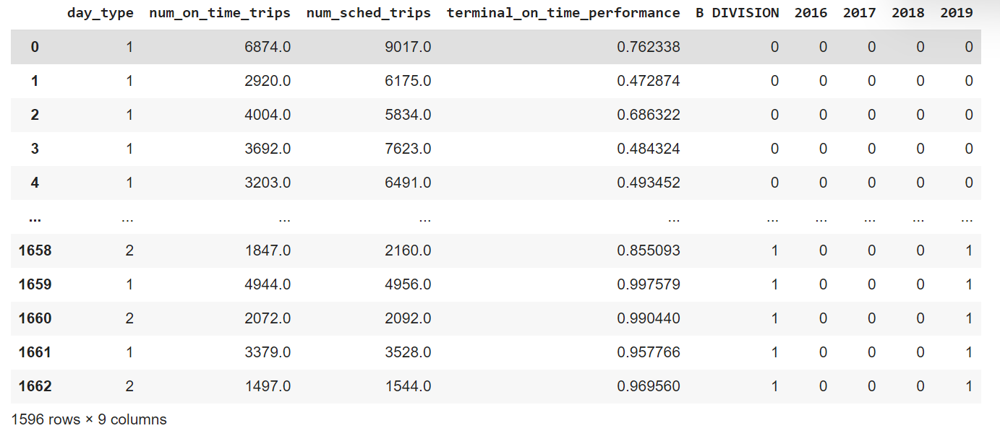 day_type num_on_time_trips num_sched_trips terminal_on_time_performance B DIVISION 2016 2017 2018 2019
0 1 6874.0 9017.0 0.762338 0 0 0 0 0
1 1 2920.0 6175.0 0.472874 0 0 0 0 0
2 1 4004.0 5834.0 0.686322 0 0 0 0 0
3 1 3692.0 7623.0 0.484324 0 0 0 0 0
4 1 3203.0 6491.0 0.493452 0 0 0 0 0
... ... ... ... ... ... ... ... ... ...
1658 2 1847.0 2160.0 0.855093 1 0 0 0 1
1659 1 4944.0 4956.0 0.997579 1 0 0 0 1
1660 2 2072.0 2092.0 0.990440 1 0 0 0 1
1661 1 3379.0 3528.0 0.957766 1 0 0 0 1
1662 2 1497.0 1544.0 0.969560 1 0 0 0 1
1596 rows × 9 columns